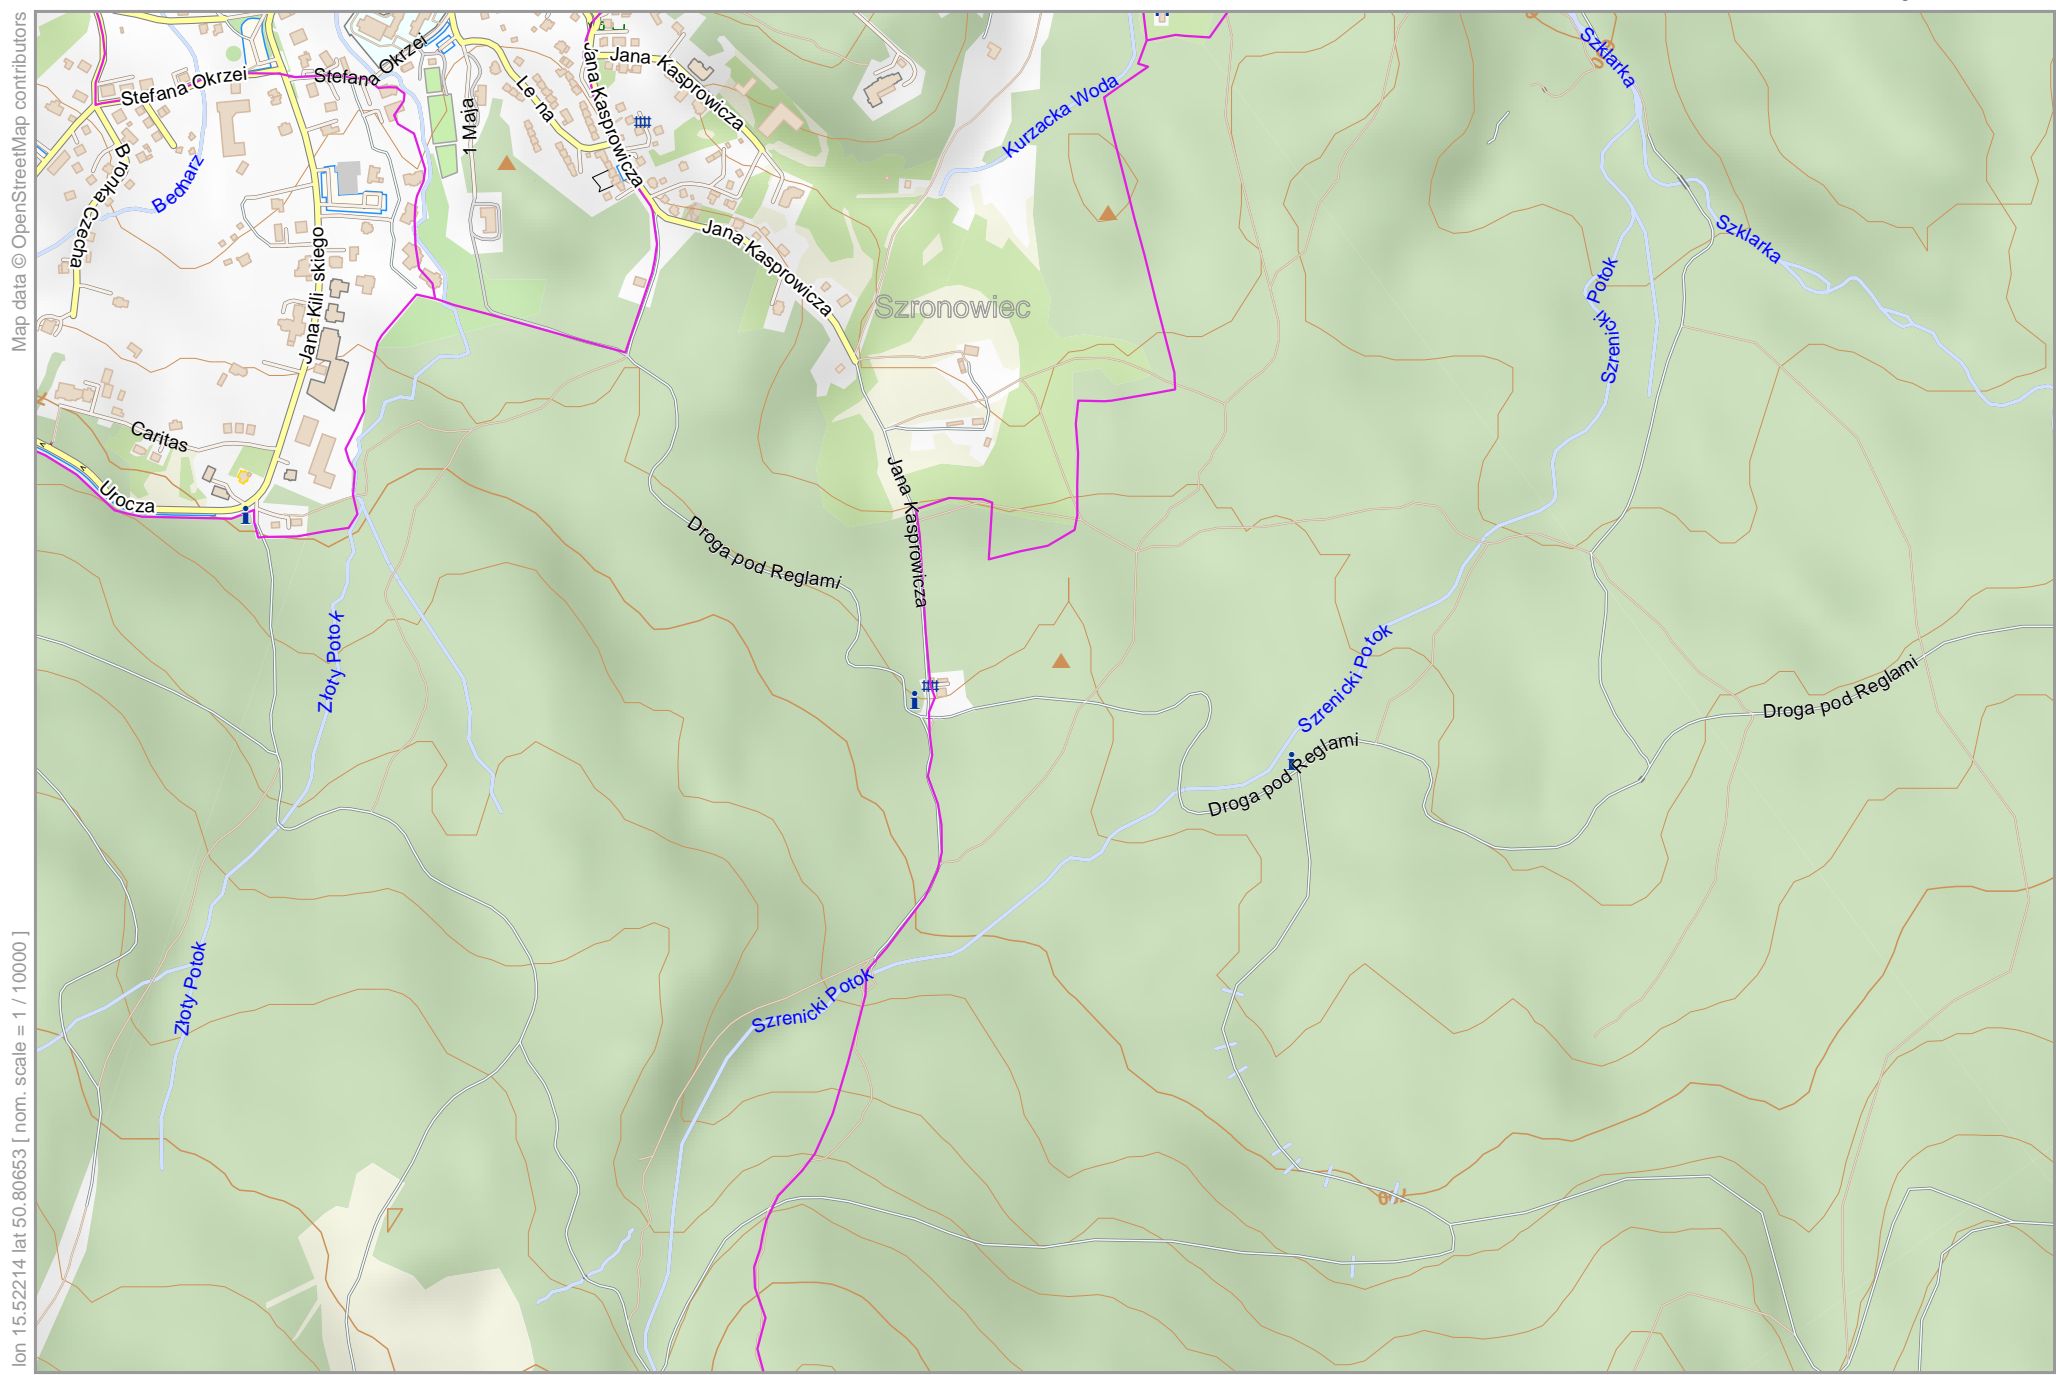 Map data © OpenStreetMap contributors
lon 15.52214 lat 50.80653 [ nom. scale = 1 / 10000 ]
Stefana Okrzei
Stefana Okrzei
Jana Kasprowicza
Jana Kasprowicza
Le na
1 Maja
Szklarka
Kurzacka Woda
B ronka Czecha
Bednarz
Jana Kili skiego
Jana Kasprowicza
Szklarka
Szronowiec
Szrenicki Potok
Szrenicki
Caritas
Urocza
Jana Kasprowicza
Droga pod Reglami
Złoty Potok
Szrenicki Potok
Droga pod Reglami
Droga pod Reglami
Złoty Potok
Szrenicki Potok